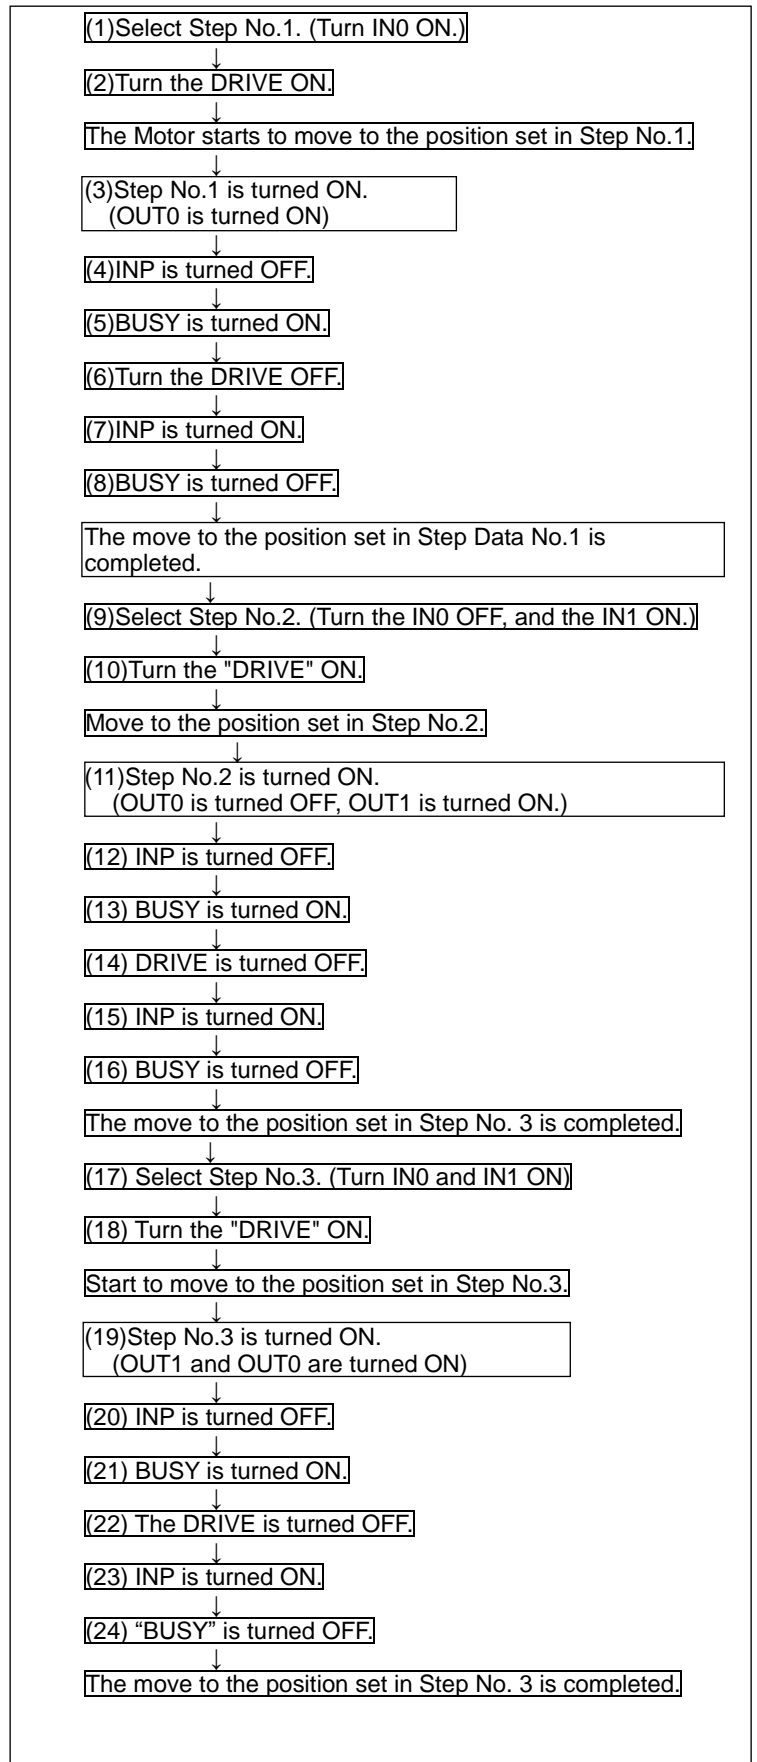 (1)Select Step No.1. (Turn IN0 ON.)
↓
(2)Turn the DRIVE ON.
↓
The Motor starts to move to the position set in Step No.1.
↓
(3)Step No.1 is turned ON.
(OUT0 is turned ON)
↓
(4)INP is turned OFF.
↓
(5)BUSY is turned ON.
↓
(6)Turn the DRIVE OFF.
↓
(7)INP is turned ON.
↓
(8)BUSY is turned OFF.
↓
The move to the position set in Step Data No.1 is
completed.
↓
(9)Select Step No.2. (Turn the IN0 OFF, and the IN1 ON.)
↓
(10)Turn the "DRIVE" ON.
↓
Move to the position set in Step No.2.
↓
(11)Step No.2 is turned ON.
(OUT0 is turned OFF, OUT1 is turned ON.)
↓
(12) INP is turned OFF.
↓
(13) BUSY is turned ON.
↓
(14) DRIVE is turned OFF.
↓
(15) INP is turned ON.
↓
(16) BUSY is turned OFF.
↓
The move to the position set in Step No. 3 is completed.
↓
(17) Select Step No.3. (Turn IN0 and IN1 ON)
↓
(18) Turn the "DRIVE" ON.
↓
Start to move to the position set in Step No.3.
↓
(19)Step No.3 is turned ON.
(OUT1 and OUT0 are turned ON)
↓
(20) INP is turned OFF.
↓
(21) BUSY is turned ON.
↓
(22) The DRIVE is turned OFF.
↓
(23) INP is turned ON.
↓
(24) “BUSY” is turned OFF.
↓
The move to the position set in Step No. 3 is completed.